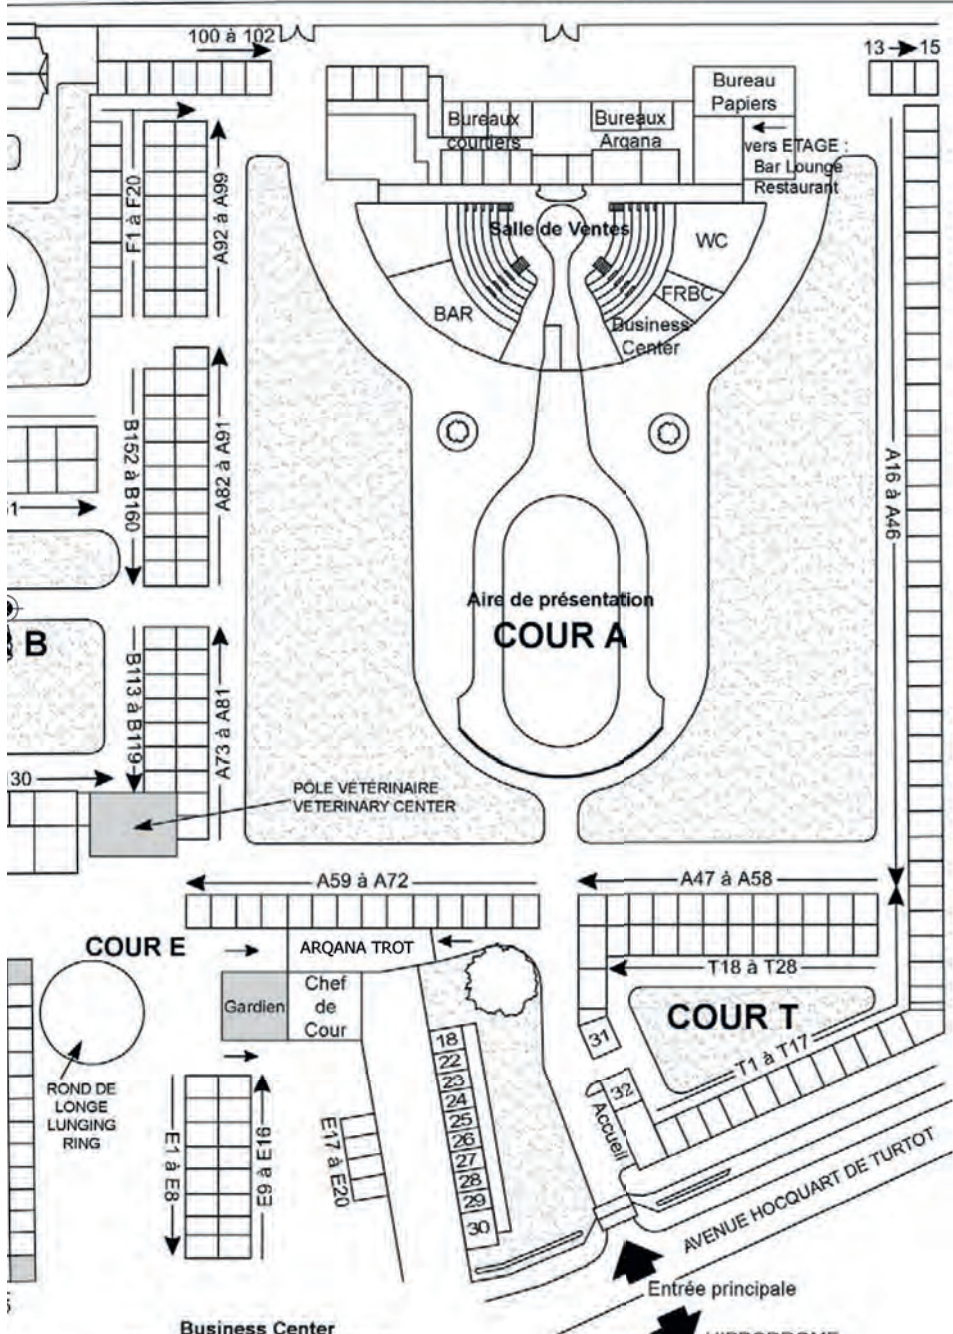 100 à 102
13 → 15
Bureau
Papiers
Bureaux
courtiers
Bureaux
Arqana
vers ETAGE :
Bar Lounge
Restaurant
F1 à F20
A92 à A99
Salle de Ventes
WC
FRBC
BAR
Business
Center
B152 à B160
A82 à A91
A16 à A46
1
Aire de présentation
COUR A
B
B113 à B119
A73 à A81
30
PÔLE VÉTÉRINAIRE
VETERINARY CENTER
A59 à A72
A47 à A58
COUR E
ARQANA TROT
T18 à T28
Gardien
Chef
de
Cour
COUR T
31
T1 à T17
18
22
23
24
25
26
27
28
29
30
32
Accueil
ROND DE
LONGE
LUNGING
RING
E1 à E8
E9 à E16
E17 à E20
AVENUE HOCQUART DE TURTOT
Entrée principale
Business Center
HIPPODROME